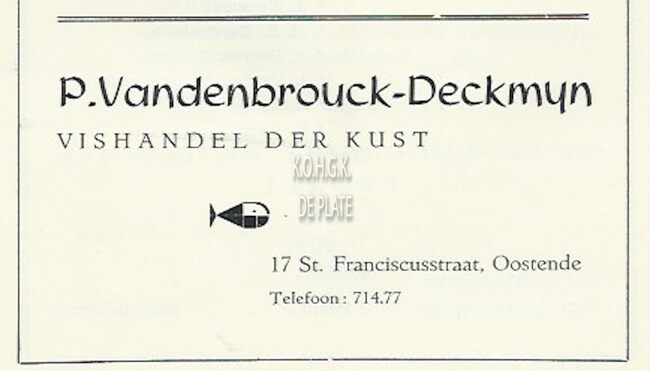 P.Vandenbrouck-Deckmyn
VISHANDEL DER KUST
K.O.H.G.K.
DE PLATE
17 St. Franciscusstraat, Oostende
Telefoon: 714.77